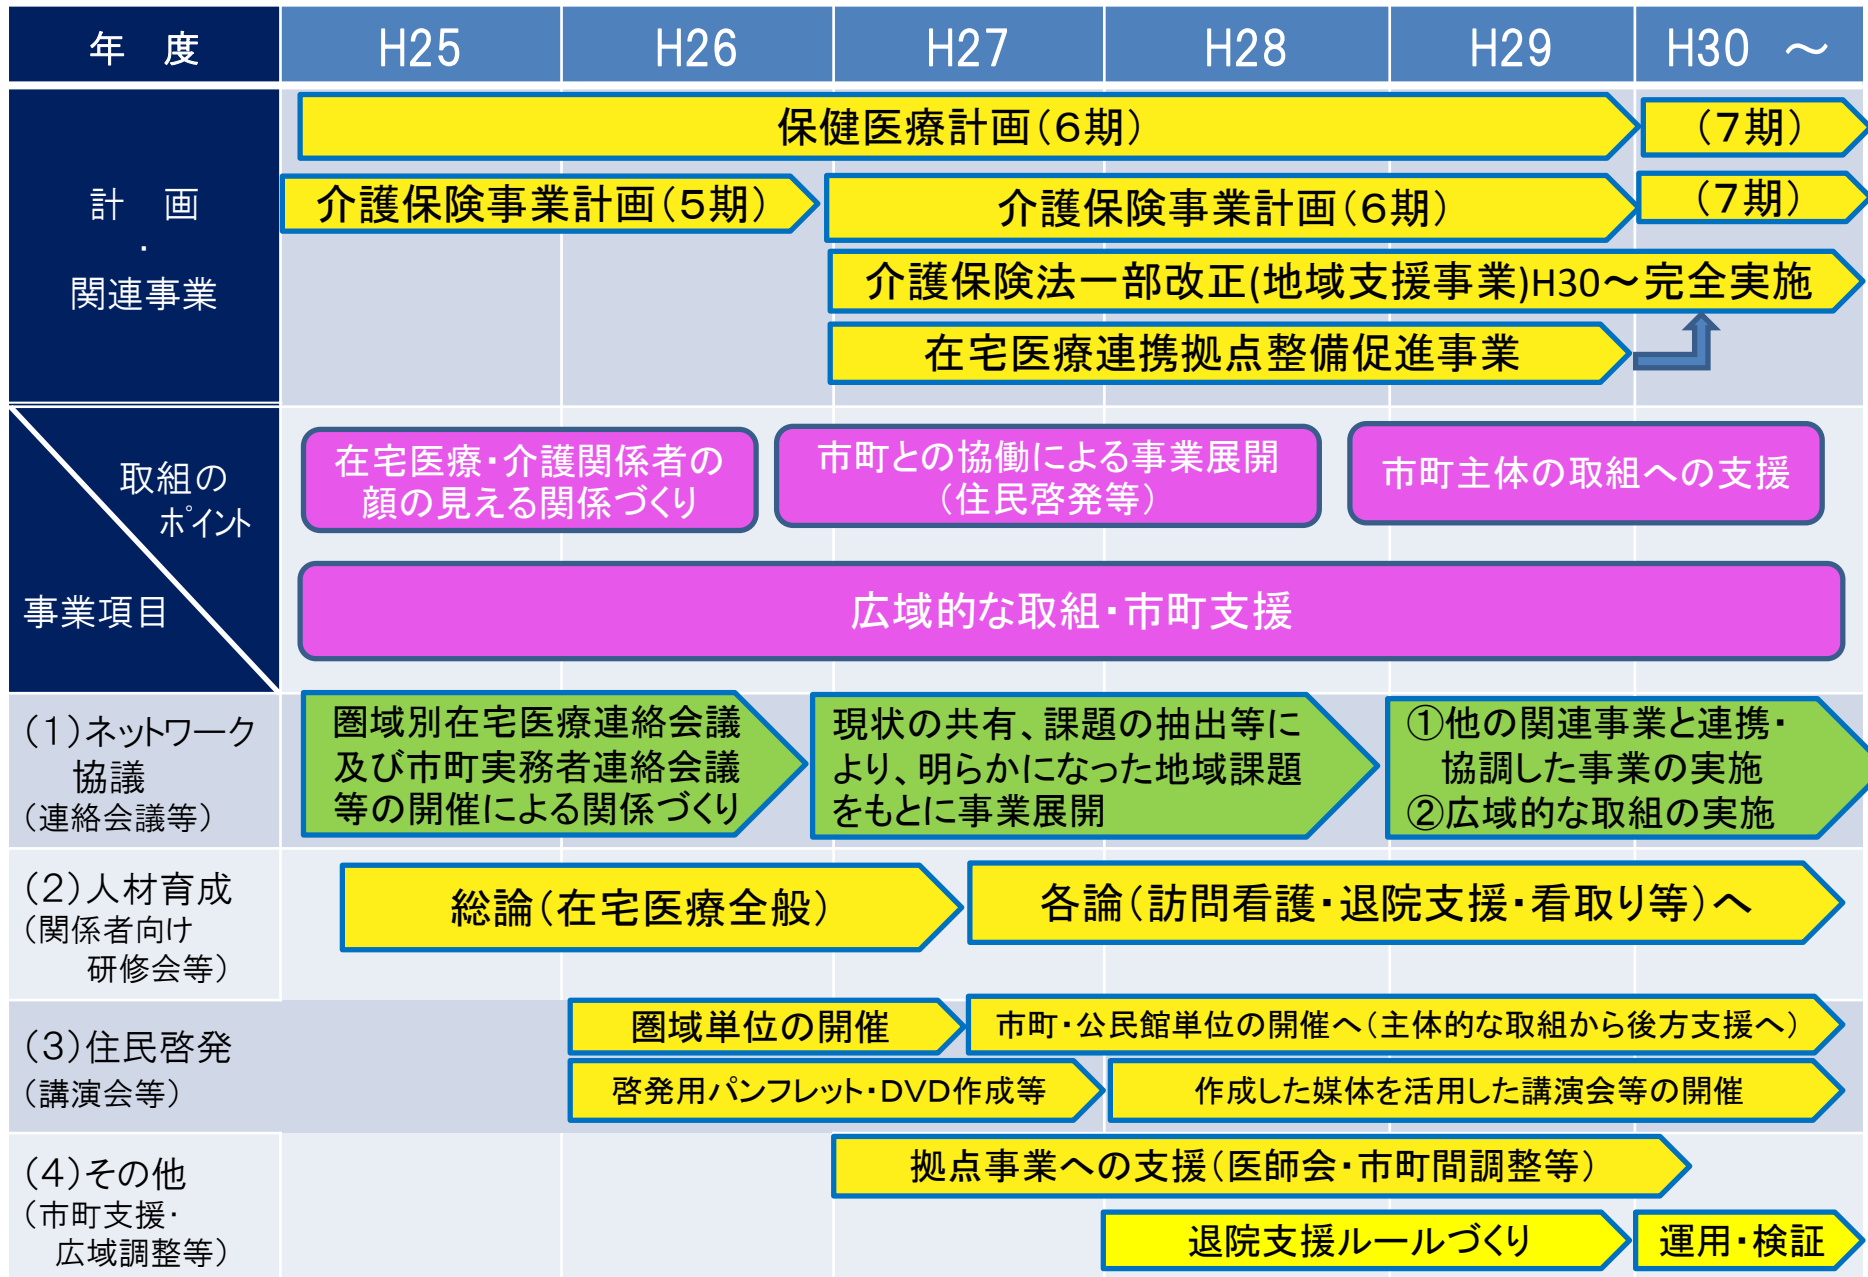 年　度
H25
H26
H27
H28
H29
H30　～
計　画
・
関連事業
保健医療計画（６期）
（７期）
介護保険事業計画（５期）
介護保険事業計画（６期）
（７期）
介護保険法一部改正(地域支援事業)H30～完全実施
在宅医療連携拠点整備促進事業
取組の
ポイント
事業項目
在宅医療・介護関係者の
顔の見える関係づくり
市町との協働による事業展開
（住民啓発等）
市町主体の取組への支援
広域的な取組・市町支援
（１）ネットワーク
協議
（連絡会議等）
圏域別在宅医療連絡会議
及び市町実務者連絡会議
等の開催による関係づくり
現状の共有、課題の抽出等に
より、明らかになった地域課題
をもとに事業展開
①他の関連事業と連携・
協調した事業の実施
②広域的な取組の実施
（２）人材育成
（関係者向け
研修会等）
総論（在宅医療全般）
各論（訪問看護・退院支援・看取り等）へ
（３）住民啓発
（講演会等）
圏域単位の開催
市町・公民館単位の開催へ（主体的な取組から後方支援へ）
啓発用パンフレット・DVD作成等
作成した媒体を活用した講演会等の開催
（４）その他
（市町支援・
広域調整等）
拠点事業への支援（医師会・市町間調整等）
退院支援ルールづくり
運用・検証